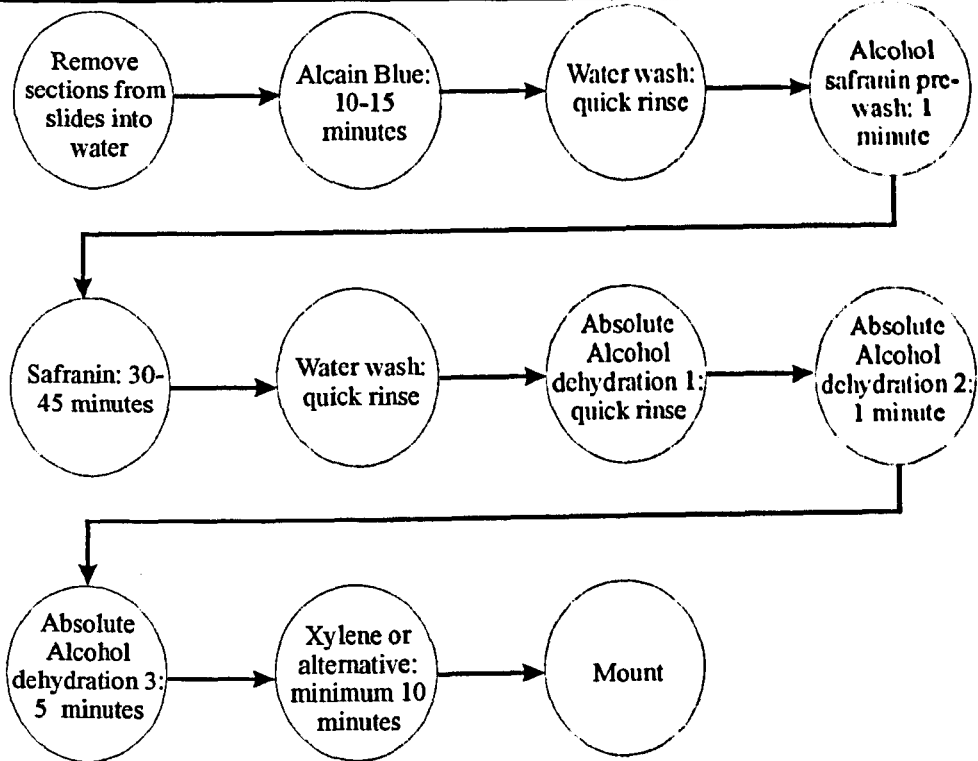 Remove
sections from
slides into
water
Alcain Blue:
10-15
minutes
Water wash:
quick rinse
Alcohol
safranin pre-
wash: 1
minute
Safranin: 30-
45 minutes
Water wash:
quick rinse
Absolute
Alcohol
dehydration 1:
quick rinse
Absolute
Alcohol
dehydration 2:
1 minute
Absolute
Alcohol
dehydration 3:
5 minutes
Xylene or
alternative:
minimum 10
minutes
Mount